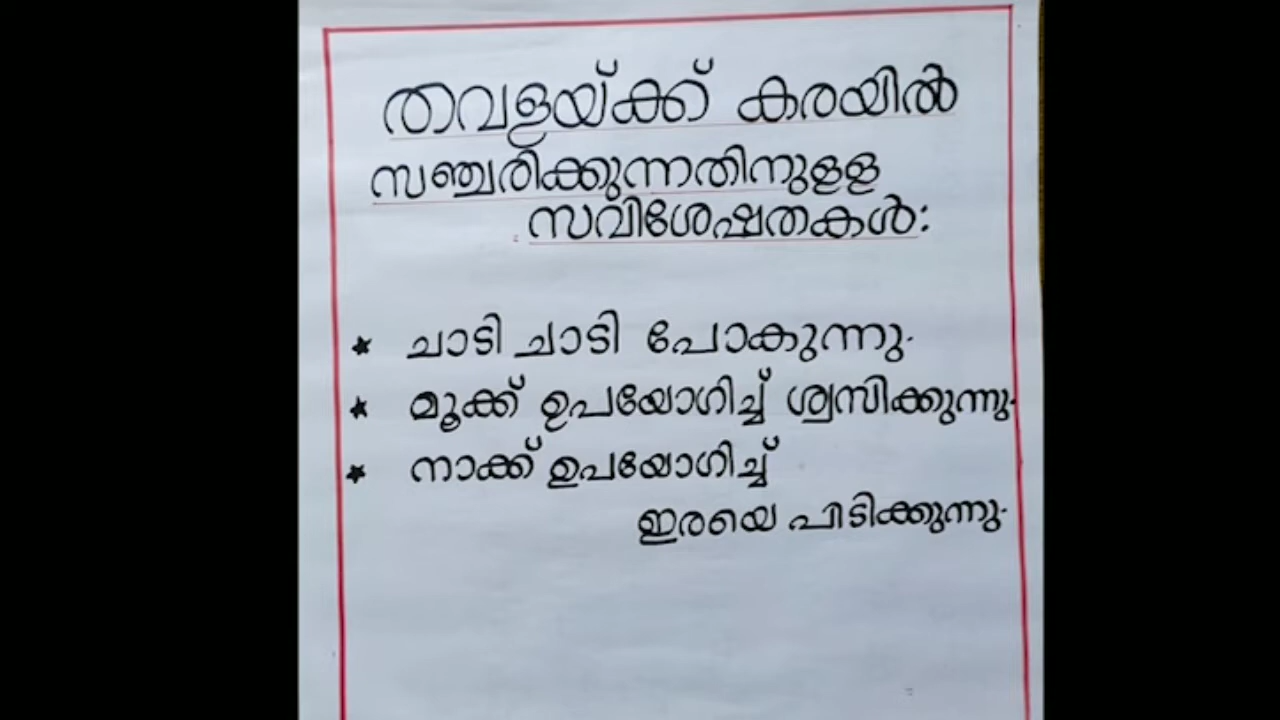 തവളയ്ക്ക് കരയിൽ
സഞ്ചരിക്കുന്നതിനുള്ള
സവിശേഷതകൾ:
★ ചാടി ചാടി പോകുന്നു.
★ മൂക്ക് ഉപയോഗിച്ച് ശ്വസിക്കുന്നു.
★ നാക്ക് ഉപയോഗിച്ച്
ഇരയെ പിടിക്കുന്നു.